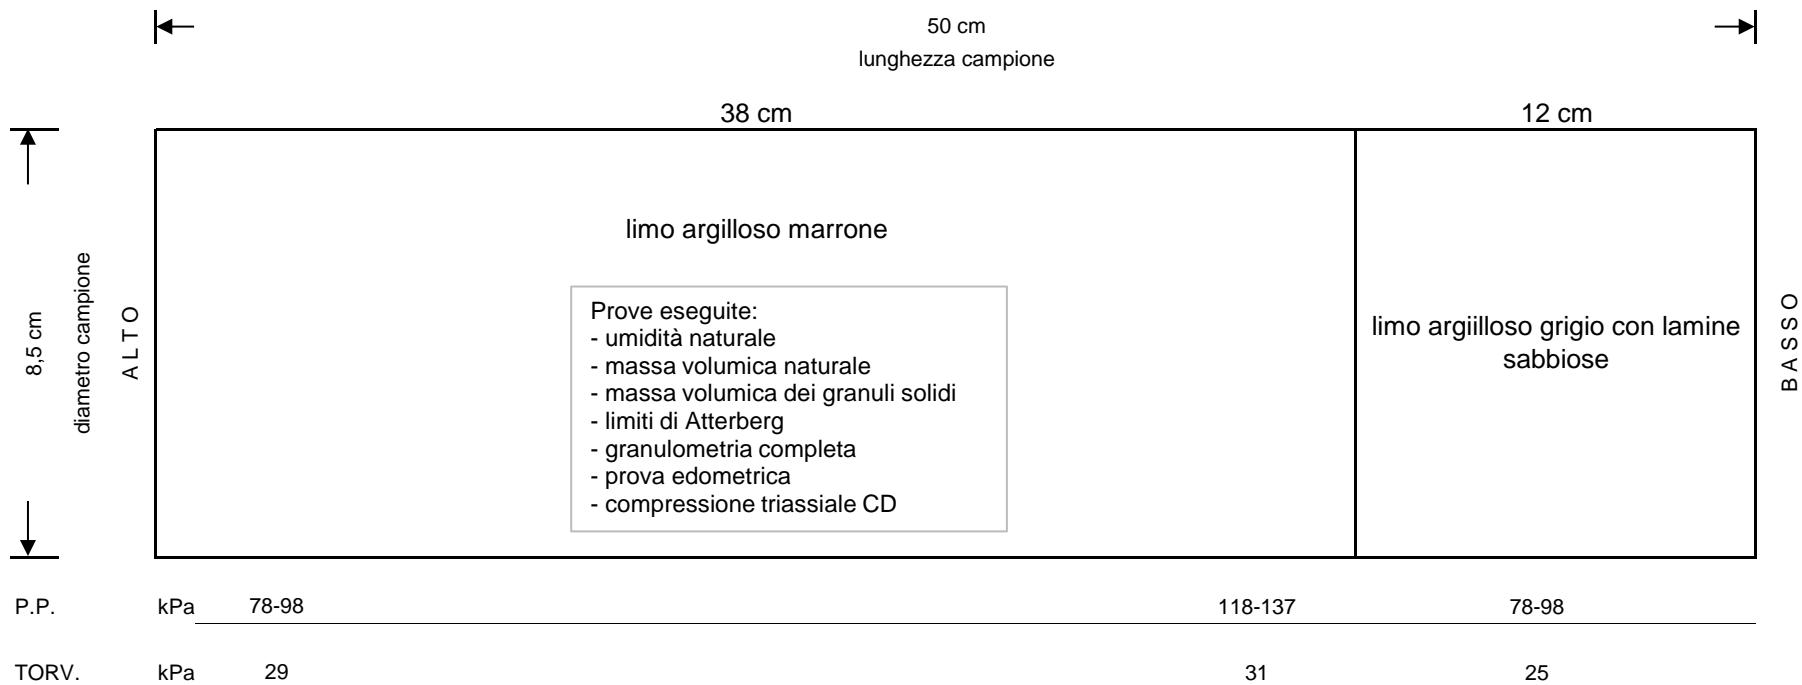 50 cm
lunghezza campione
38 cm
12 cm
8,5 cm
diametro campione
ALTO
limo argilloso marrone
Prove eseguite:
- umidità naturale
- massa volumica naturale
- massa volumica dei granuli solidi
- limiti di Atterberg
- granulometria completa
- prova edometrica
- compressione triassiale CD
limo argiilloso grigio con lamine
sabbiose
BASSO
P.P. kPa 78-98 118-137 78-98
TORV. kPa 29 31 25